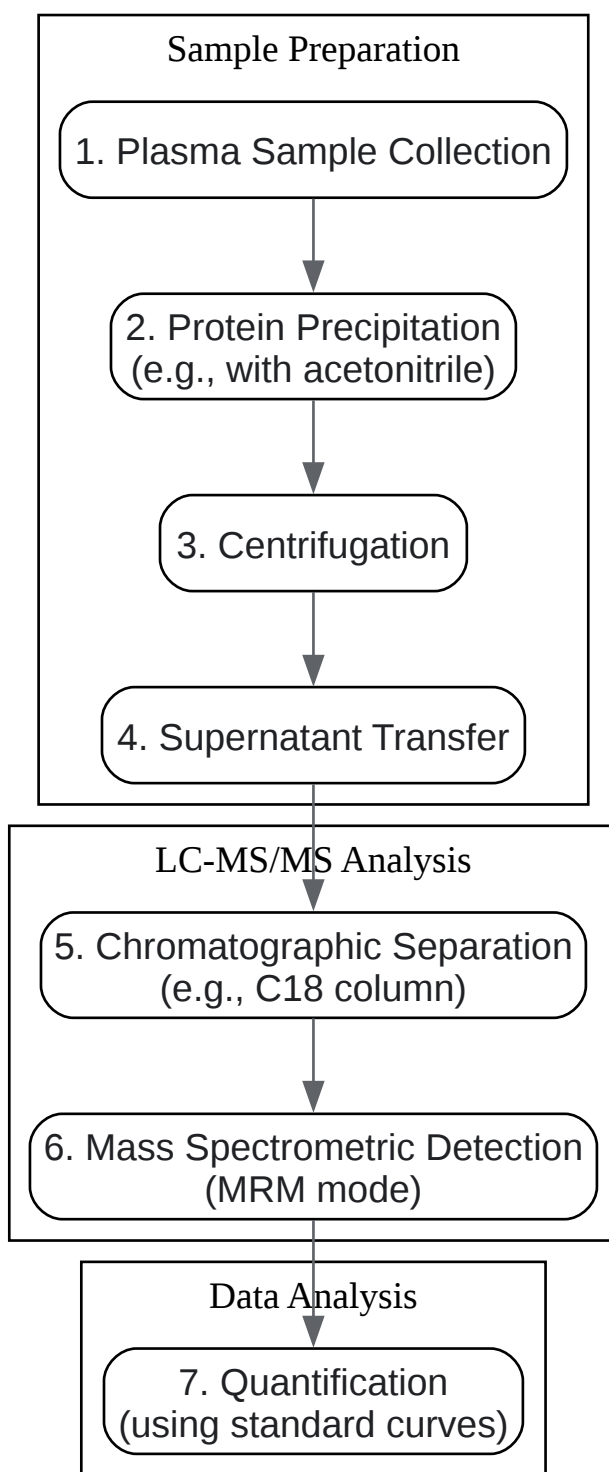 Sample Preparation
1. Plasma Sample Collection
2. Protein Precipitation
(e.g., with acetonitrile)
3. Centrifugation
4. Supernatant Transfer
LC-MS/MS Analysis
5. Chromatographic Separation
(e.g., C18 column)
6. Mass Spectrometric Detection
(MRM mode)
Data Analysis
7. Quantification
(using standard curves)